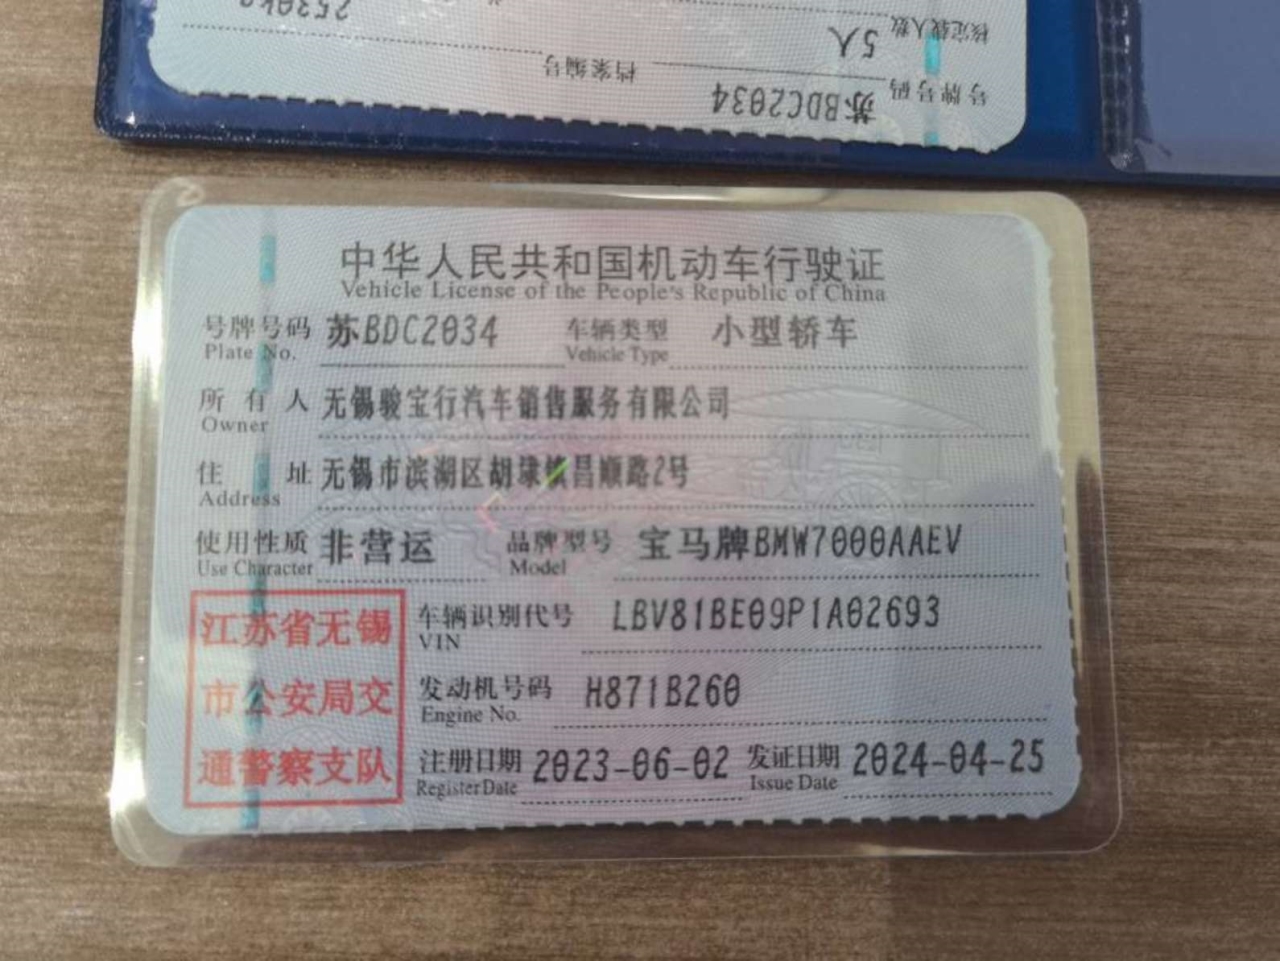 2530kg
核定载人数 5人
档案编号
号牌号码 苏BDC2034
中华人民共和国机动车行驶证
Vehicle License of the People's Republic of China
号牌号码 苏BDC2034 车辆类型 小型轿车
Plate No. Vehicle Type
所有人 无锡骏宝行汽车销售服务有限公司
Owner
住址 无锡市滨湖区胡埭镇昌顺路2号
Address
使用性质 非营运 品牌型号 宝马牌BMW7000AAEV
Use Character Model
江苏省无锡
市公安局交
通警察支队
车辆识别代号 LBV81BE09P1A02693
VIN
发动机号码 H871B260
Engine No.
注册日期 2023-06-02 发证日期 2024-04-25
Register Date Issue Date